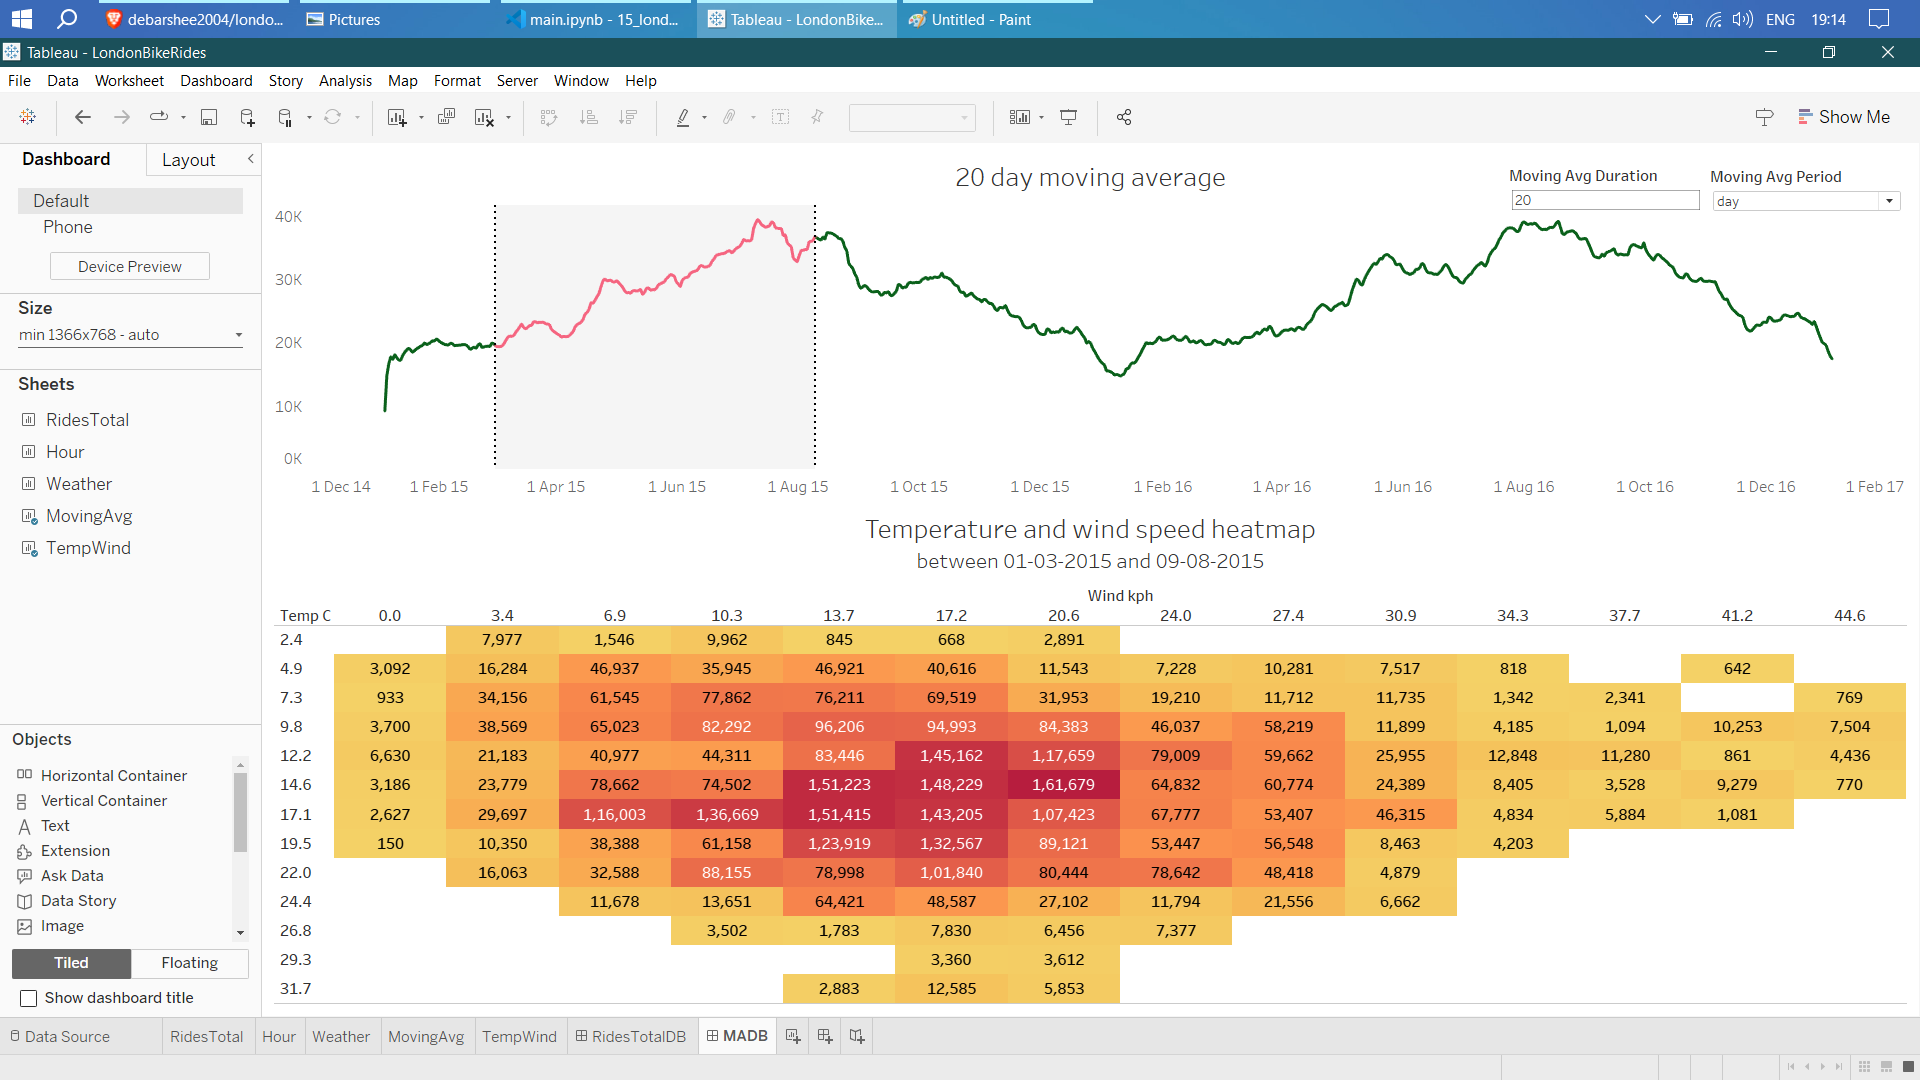 debarshee2004/londo...
Pictures
main.ipynb - 15_lond...
Tableau - LondonBikeRide...
Untitled - Paint
ENG
19:14
Tableau - LondonBikeRides
File Data Worksheet Dashboard Story Analysis Map Format Server Window Help
Show Me
Dashboard
Layout
Default
Phone
Device Preview
Size
min 1366x768 - auto
Sheets
RidesTotal
Hour
Weather
MovingAvg
TempWind
Objects
Horizontal Container
Vertical Container
Text
Extension
Ask Data
Data Story
Image
Tiled
Floating
Show dashboard title
20 day moving average
Moving Avg Duration
20
Moving Avg Period
day
40K
30K
20K
10K
0K
1 Dec 14 1 Feb 15 1 Apr 15 1 Jun 15 1 Aug 15 1 Oct 15 1 Dec 15 1 Feb 16 1 Apr 16 1 Jun 16 1 Aug 16 1 Oct 16 1 Dec 16 1 Feb 17
Temperature and wind speed heatmap
between 01-03-2015 and 09-08-2015
Wind kph
Temp C 0.0 3.4 6.9 10.3 13.7 17.2 20.6 24.0 27.4 30.9 34.3 37.7 41.2 44.6
2.4 7,977 1,546 9,962 845 668 2,891
4.9 3,092 16,284 46,937 35,945 46,921 40,616 11,543 7,228 10,281 7,517 818 642
7.3 933 34,156 61,545 77,862 76,211 69,519 31,953 19,210 11,712 11,735 1,342 2,341 769
9.8 3,700 38,569 65,023 82,292 96,206 94,993 84,383 46,037 58,219 11,899 4,185 1,094 10,253 7,504
12.2 6,630 21,183 40,977 44,311 83,446 1,45,162 1,17,659 79,009 59,662 25,955 12,848 11,280 861 4,436
14.6 3,186 23,779 78,662 74,502 1,51,223 1,48,229 1,61,679 64,832 60,774 24,389 8,405 3,528 9,279 770
17.1 2,627 29,697 1,16,003 1,36,669 1,51,415 1,43,205 1,07,423 67,777 53,407 46,315 4,834 5,884 1,081
19.5 150 10,350 38,388 61,158 1,23,919 1,32,567 89,121 53,447 56,548 8,463 4,203
22.0 16,063 32,588 88,155 78,998 1,01,840 80,444 78,642 48,418 4,879
24.4 11,678 13,651 64,421 48,587 27,102 11,794 21,556 6,662
26.8 3,502 1,783 7,830 6,456 7,377
29.3 3,360 3,612
31.7 2,883 12,585 5,853
Data Source RidesTotal Hour Weather MovingAvg TempWind RidesTotalDB MADB